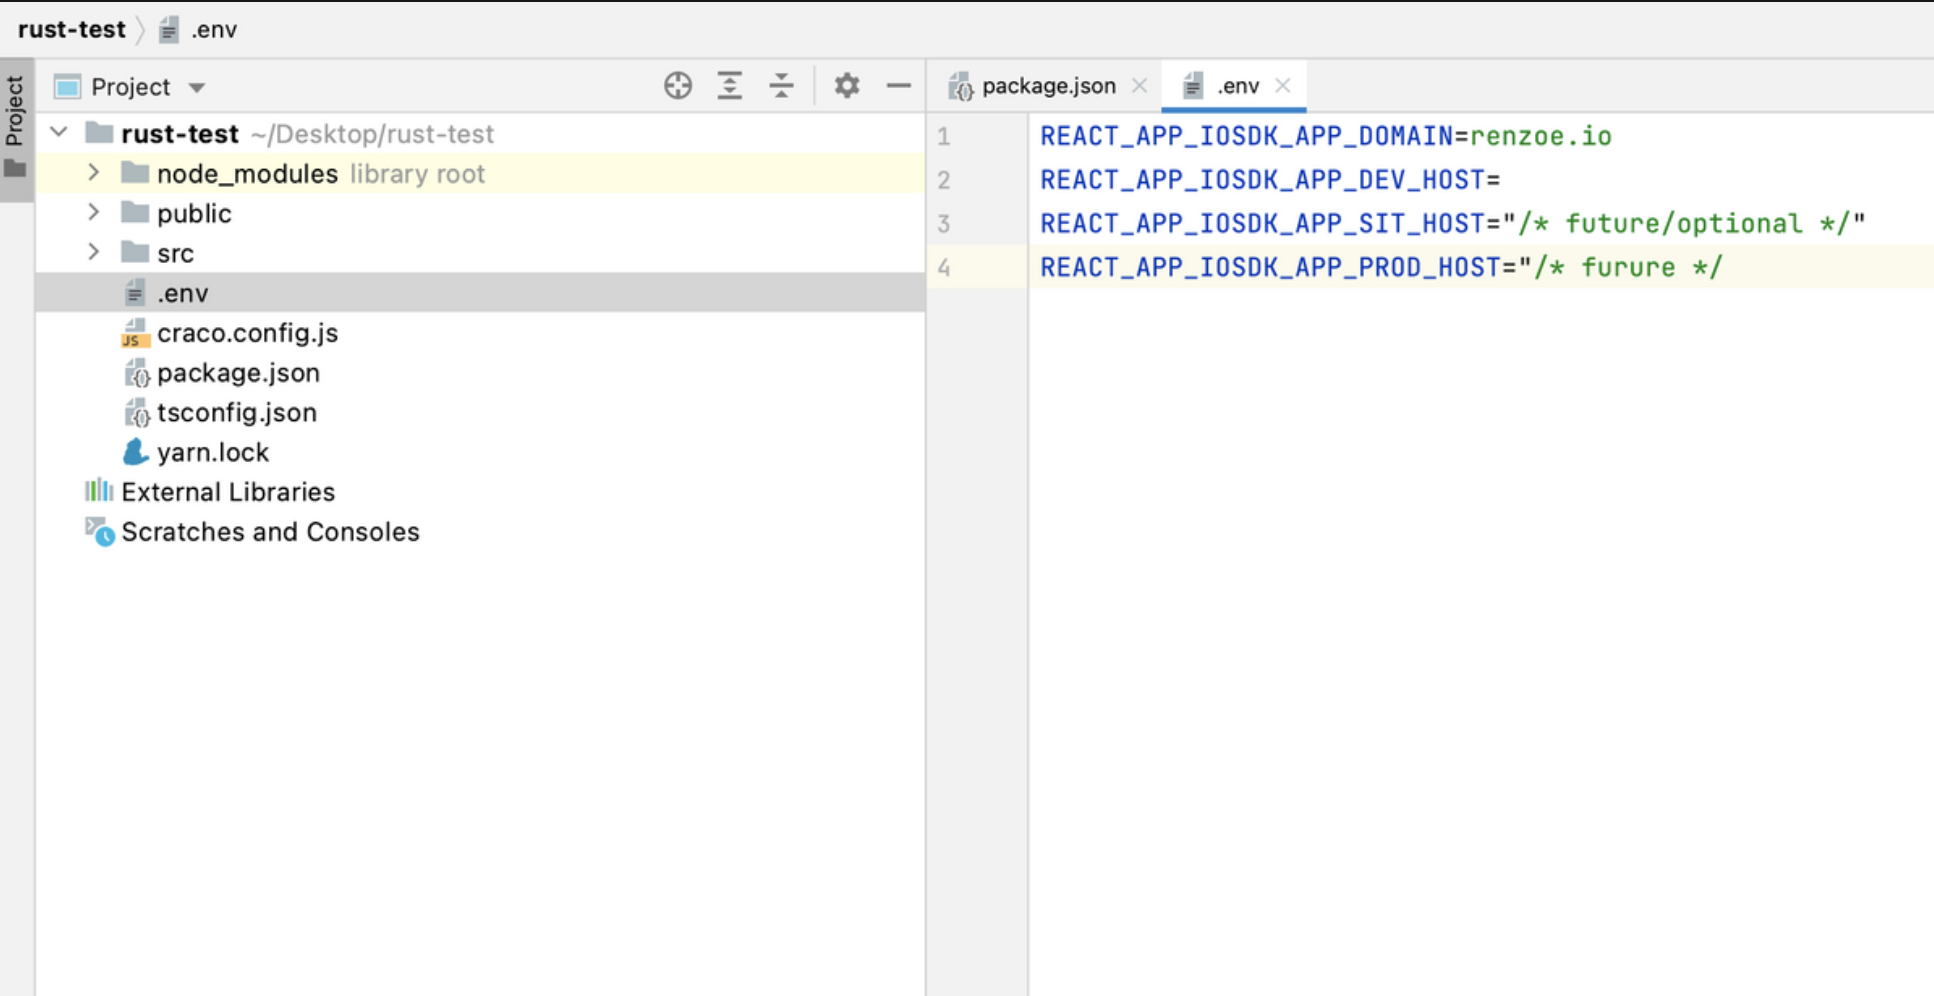 rust-test .env
Project
Project
rust-test ~/Desktop/rust-test
node_modules library root
public
src
.env
craco.config.js
package.json
tsconfig.json
yarn.lock
External Libraries
Scratches and Consoles
package.json .env
1 REACT_APP_IOSDK_APP_DOMAIN=renzoe.io
2 REACT_APP_IOSDK_APP_DEV_HOST=
3 REACT_APP_IOSDK_APP_SIT_HOST="/* future/optional */"
4 REACT_APP_IOSDK_APP_PROD_HOST="/* furure */